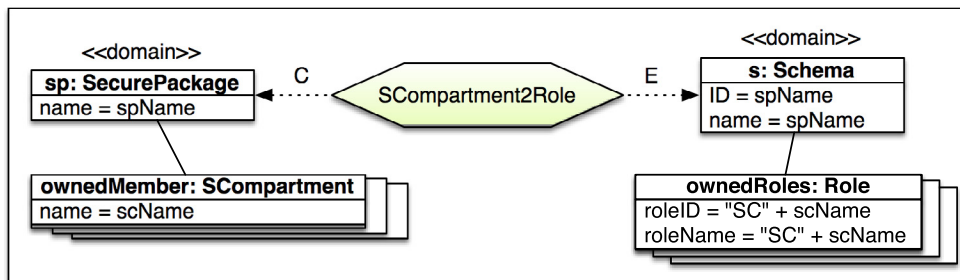 <<domain>>
sp: SecurePackage
name = spName
ownedMember: SCompartment
name = scName
C
SCompartment2Role
E
<<domain>>
s: Schema
ID = spName
name = spName
ownedRoles: Role
roleID = "SC" + scName
roleName = "SC" + scName